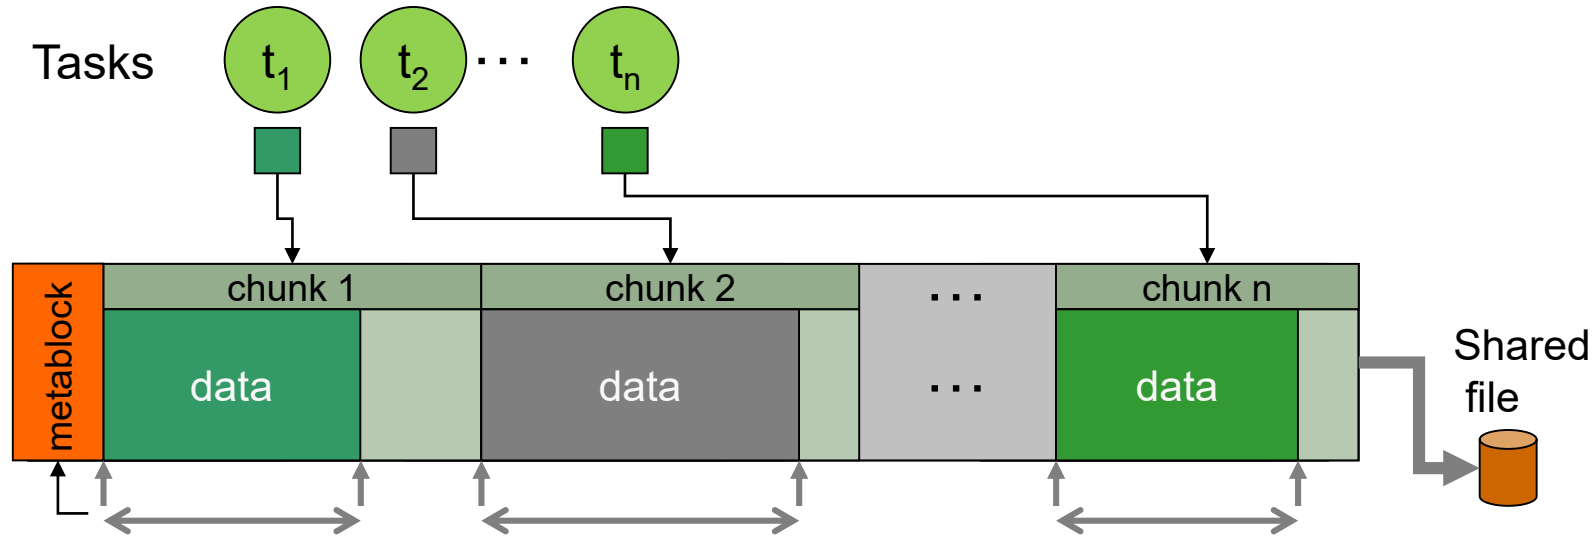 Tasks
t1
t2
...
tn
metablock
chunk 1
chunk 2
...
chunk n
data
data
...
data
Shared
file